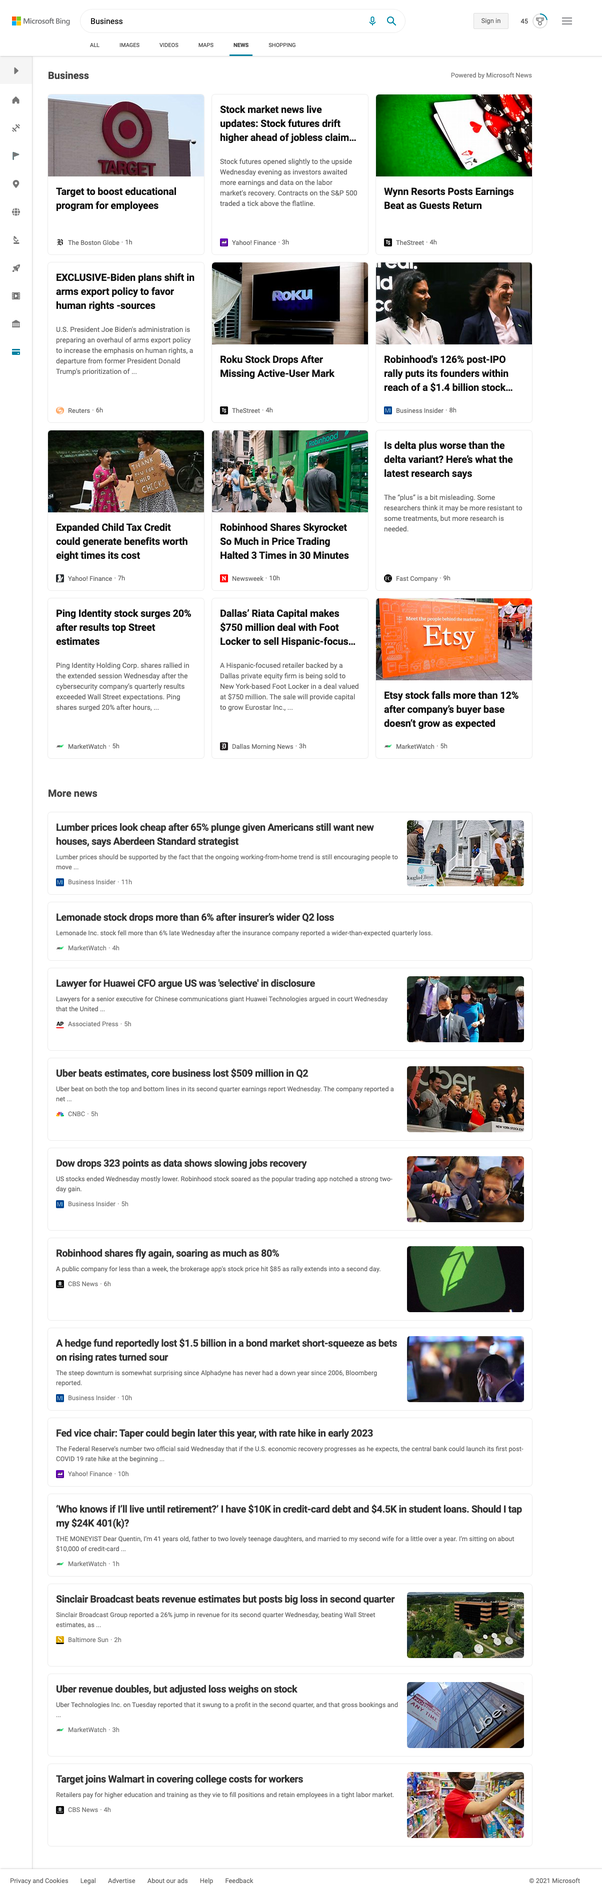 Microsoft Bing
Business
Sign in
45
ALL IMAGES VIDEOS MAPS NEWS SHOPPING
Business
Powered by Microsoft News
TARGET
Target to boost educational
program for employees
The Boston Globe · 1h
Stock market news live
updates: Stock futures drift
higher ahead of jobless claim...
Stock futures opened slightly to the upside
Wednesday evening as investors awaited
more earnings and data on the labor
market's recovery. Contracts on the S&P 500
traded a tick above the flatline.
Yahoo! Finance · 3h
Wynn Resorts Posts Earnings
Beat as Guests Return
TheStreet · 4h
EXCLUSIVE-Biden plans shift in
arms export policy to favor
human rights -sources
U.S. President Joe Biden's administration is
preparing an overhaul of arms export policy
to increase the emphasis on human rights, a
departure from former President Donald
Trump's prioritization of ...
Reuters · 6h
ROKU
Roku Stock Drops After
Missing Active-User Mark
TheStreet · 4h
Robinhood's 126% post-IPO
rally puts its founders within
reach of a $1.4 billion stock...
Business Insider · 8h
Expanded Child Tax Credit
could generate benefits worth
eight times its cost
Yahoo! Finance · 7h
Robinhood
Robinhood Shares Skyrocket
So Much in Price Trading
Halted 3 Times in 30 Minutes
Newsweek · 10h
Is delta plus worse than the
delta variant? Here's what the
latest research says
The "plus" is a bit misleading. Some
researchers think it may be more resistant to
some treatments, but more research is
needed.
Fast Company · 9h
Ping Identity stock surges 20%
after results top Street
estimates
Ping Identity Holding Corp. shares rallied in
the extended session Wednesday after the
cybersecurity company's quarterly results
exceeded Wall Street expectations. Ping
shares surged 20% after hours, ...
MarketWatch · 5h
Dallas' Riata Capital makes
$750 million deal with Foot
Locker to sell Hispanic-focus...
A Hispanic-focused retailer backed by a
Dallas private equity firm is being sold to
New York-based Foot Locker in a deal valued
at $750 million. The sale will provide capital
to grow Eurostar Inc., ...
Dallas Morning News · 3h
Meet the people behind the marketplace
Etsy
Etsy stock falls more than 12%
after company's buyer base
doesn't grow as expected
MarketWatch · 5h
More news
Lumber prices look cheap after 65% plunge given Americans still want new
houses, says Aberdeen Standard strategist
Lumber prices should be supported by the fact that the ongoing working-from-home trend is still encouraging people to
move ...
Business Insider · 11h
Lemonade stock drops more than 6% after insurer's wider Q2 loss
Lemonade Inc. stock fell more than 6% late Wednesday after the insurance company reported a wider-than-expected quarterly loss.
MarketWatch · 4h
Lawyer for Huawei CFO argue US was 'selective' in disclosure
Lawyers for a senior executive for Chinese communications giant Huawei Technologies argued in court Wednesday
that the United ...
AP Associated Press · 5h
Uber beats estimates, core business lost $509 million in Q2
Uber beat on both the top and bottom lines in its second quarter earnings report Wednesday. The company reported a
net ...
CNBC · 5h
Dow drops 323 points as data shows slowing jobs recovery
US stocks ended Wednesday mostly lower. Robinhood stock soared as the popular trading app notched a strong two-
day gain.
Business Insider · 5h
Robinhood shares fly again, soaring as much as 80%
A public company for less than a week, the brokerage app's stock price hit $85 as rally extends into a second day.
CBS News · 6h
A hedge fund reportedly lost $1.5 billion in a bond market short-squeeze as bets
on rising rates turned sour
The steep downturn is somewhat surprising since Alphadyne has never had a down year since 2006, Bloomberg
reported.
Business Insider · 10h
Fed vice chair: Taper could begin later this year, with rate hike in early 2023
The Federal Reserve's number two official said Wednesday that if the U.S. economic recovery progresses as he expects, the central bank could launch its first post-
COVID 19 rate hike at the beginning ...
Yahoo! Finance · 10h
'Who knows if I'll live until retirement?' I have $10K in credit-card debt and $4.5K in student loans. Should I tap
my $24K 401(k)?
THE MONEYIST Dear Quentin, I'm 41 years old, father to two lovely teenage daughters, and married to my second wife for a little over a year. I'm sitting on about
$10,000 of credit-card ...
MarketWatch · 1h
Sinclair Broadcast beats revenue estimates but posts big loss in second quarter
Sinclair Broadcast Group reported a 26% jump in revenue for its second quarter Wednesday, beating Wall Street
estimates, as ...
Baltimore Sun · 2h
Uber revenue doubles, but adjusted loss weighs on stock
Uber Technologies Inc. on Tuesday reported that it swung to a profit in the second quarter, and that gross bookings and
...
MarketWatch · 3h
Uber
Target joins Walmart in covering college costs for workers
Retailers pay for higher education and training as they vie to fill positions and retain employees in a tight labor market.
CBS News · 4h
Privacy and Cookies Legal Advertise About our ads Help Feedback
© 2021 Microsoft